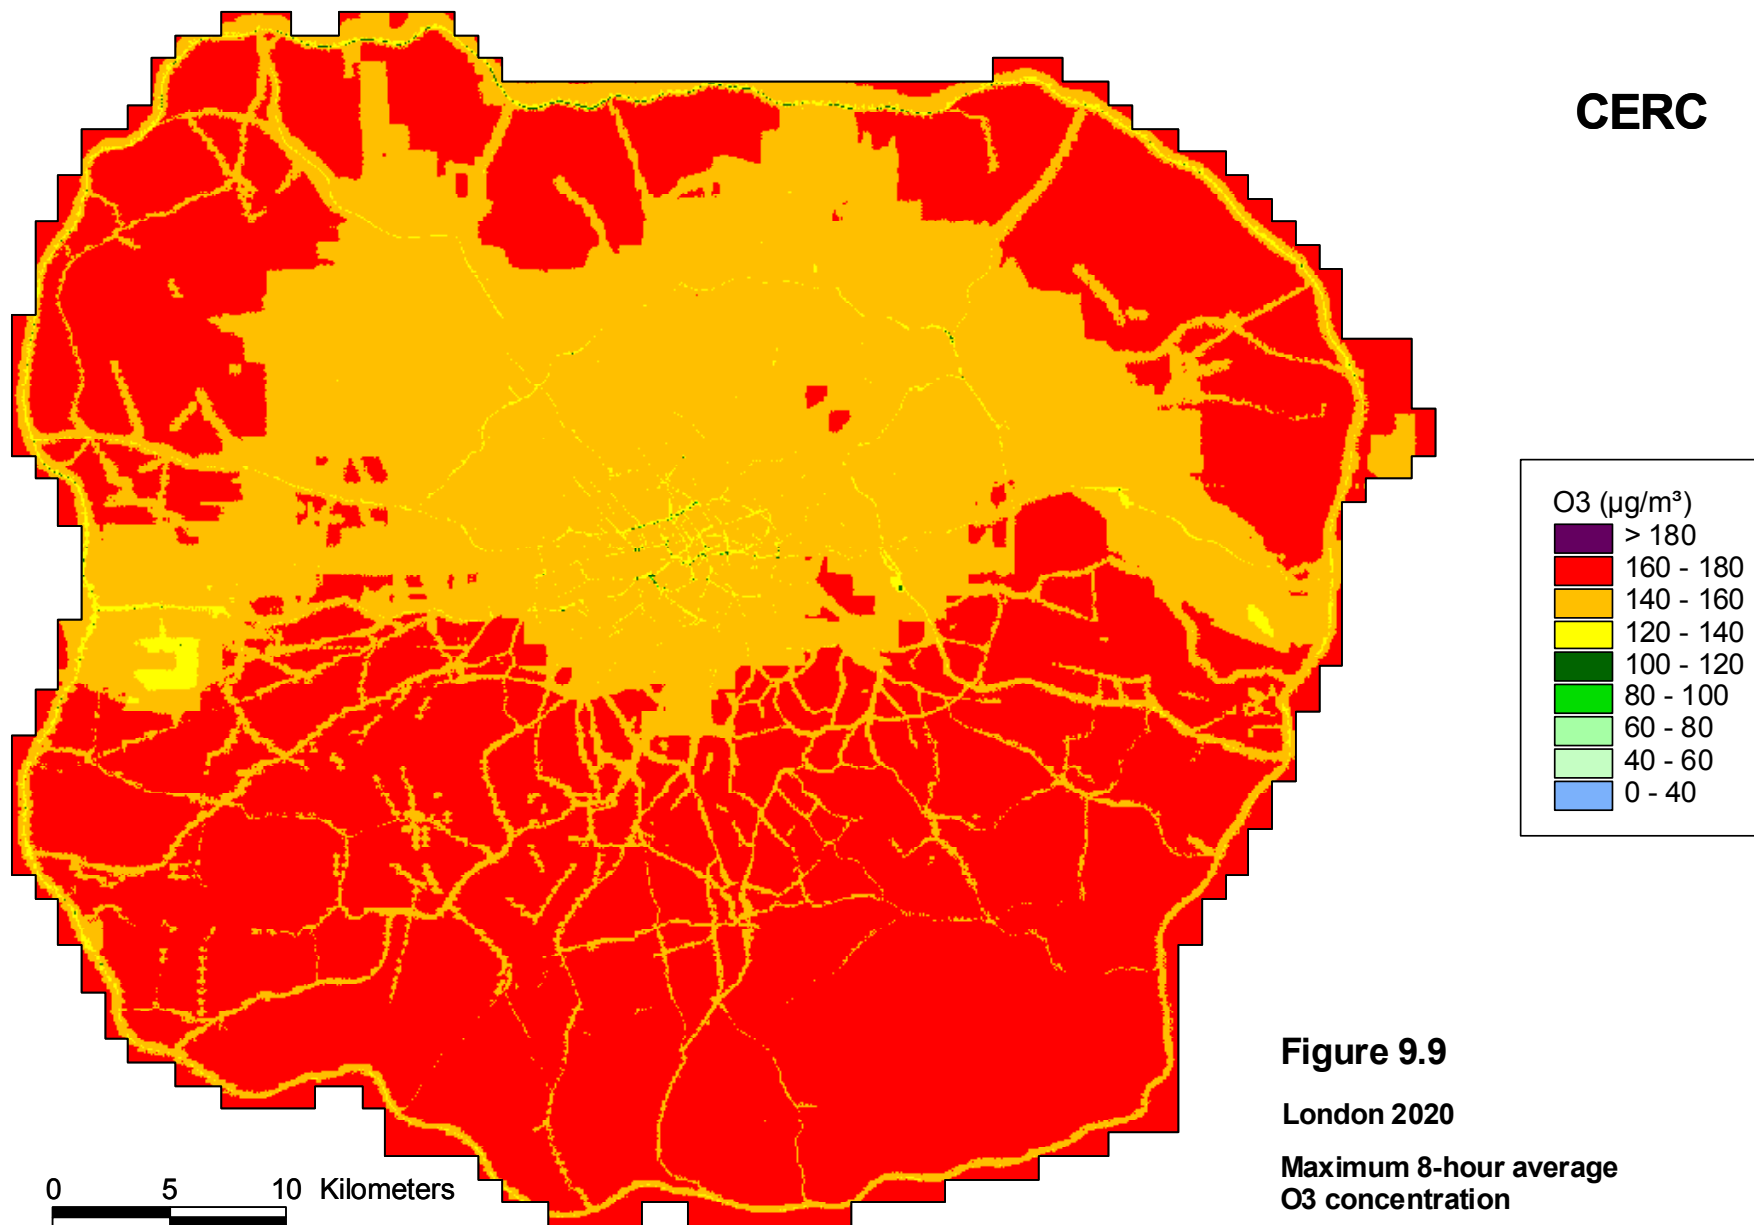 CERC
O3 (µg/m³)
> 180
160 - 180
140 - 160
120 - 140
100 - 120
80 - 100
60 - 80
40 - 60
0 - 40
Figure 9.9
London 2020
Maximum 8-hour average
O3 concentration
0 5 10 Kilometers